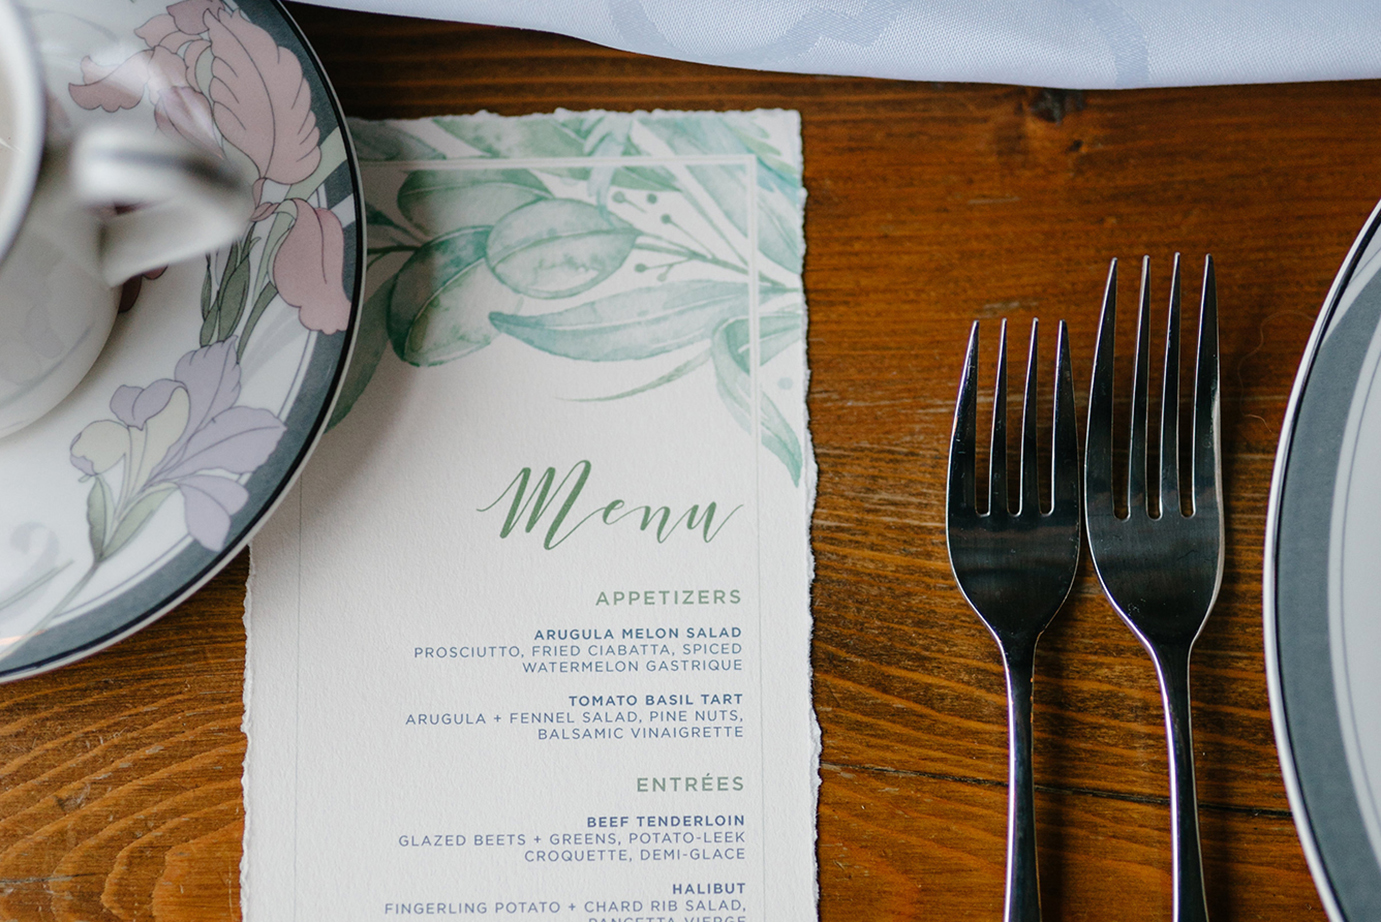 Menu
APPETIZERS
ARUGULA MELON SALAD
PROSCIUTTO, FRIED CIABATTA, SPICED
WATERMELON GASTRIQUE
TOMATO BASIL TART
ARUGULA + FENNEL SALAD, PINE NUTS,
BALSAMIC VINAIGRETTE
ENTRÉES
BEEF TENDERLOIN
GLAZED BEETS + GREENS, POTATO-LEEK
CROQUETTE, DEMI-GLACE
HALIBUT
FINGERLING POTATO + CHARD RIB SALAD,
PANCETTA VIERGE